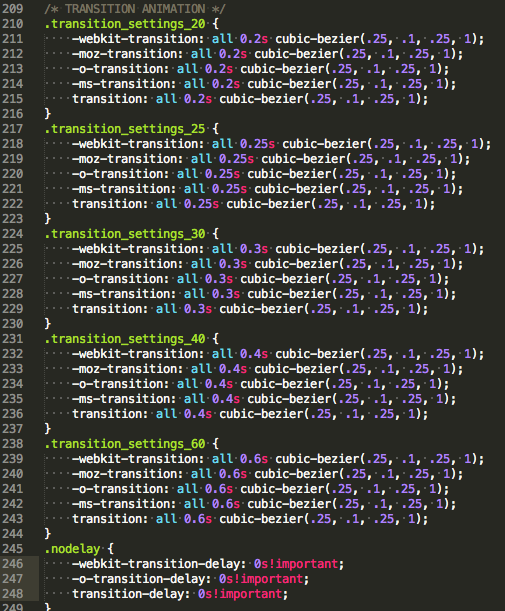 209 /* TRANSITION ANIMATION */
210 .transition_settings_20 {
211 -webkit-transition: all 0.2s cubic-bezier(.25, .1, .25, 1);
212 -moz-transition: all 0.2s cubic-bezier(.25, .1, .25, 1);
213 -o-transition: all 0.2s cubic-bezier(.25, .1, .25, 1);
214 -ms-transition: all 0.2s cubic-bezier(.25, .1, .25, 1);
215 transition: all 0.2s cubic-bezier(.25, .1, .25, 1);
216 }
217 .transition_settings_25 {
218 -webkit-transition: all 0.25s cubic-bezier(.25, .1, .25, 1);
219 -moz-transition: all 0.25s cubic-bezier(.25, .1, .25, 1);
220 -o-transition: all 0.25s cubic-bezier(.25, .1, .25, 1);
221 -ms-transition: all 0.25s cubic-bezier(.25, .1, .25, 1);
222 transition: all 0.25s cubic-bezier(.25, .1, .25, 1);
223 }
224 .transition_settings_30 {
225 -webkit-transition: all 0.3s cubic-bezier(.25, .1, .25, 1);
226 -moz-transition: all 0.3s cubic-bezier(.25, .1, .25, 1);
227 -o-transition: all 0.3s cubic-bezier(.25, .1, .25, 1);
228 -ms-transition: all 0.3s cubic-bezier(.25, .1, .25, 1);
229 transition: all 0.3s cubic-bezier(.25, .1, .25, 1);
230 }
231 .transition_settings_40 {
232 -webkit-transition: all 0.4s cubic-bezier(.25, .1, .25, 1);
233 -moz-transition: all 0.4s cubic-bezier(.25, .1, .25, 1);
234 -o-transition: all 0.4s cubic-bezier(.25, .1, .25, 1);
235 -ms-transition: all 0.4s cubic-bezier(.25, .1, .25, 1);
236 transition: all 0.4s cubic-bezier(.25, .1, .25, 1);
237 }
238 .transition_settings_60 {
239 -webkit-transition: all 0.6s cubic-bezier(.25, .1, .25, 1);
240 -moz-transition: all 0.6s cubic-bezier(.25, .1, .25, 1);
241 -o-transition: all 0.6s cubic-bezier(.25, .1, .25, 1);
242 -ms-transition: all 0.6s cubic-bezier(.25, .1, .25, 1);
243 transition: all 0.6s cubic-bezier(.25, .1, .25, 1);
244 }
245 .nodelay {
246 -webkit-transition-delay: 0s!important;
247 -o-transition-delay: 0s!important;
248 transition-delay: 0s!important;
249 }